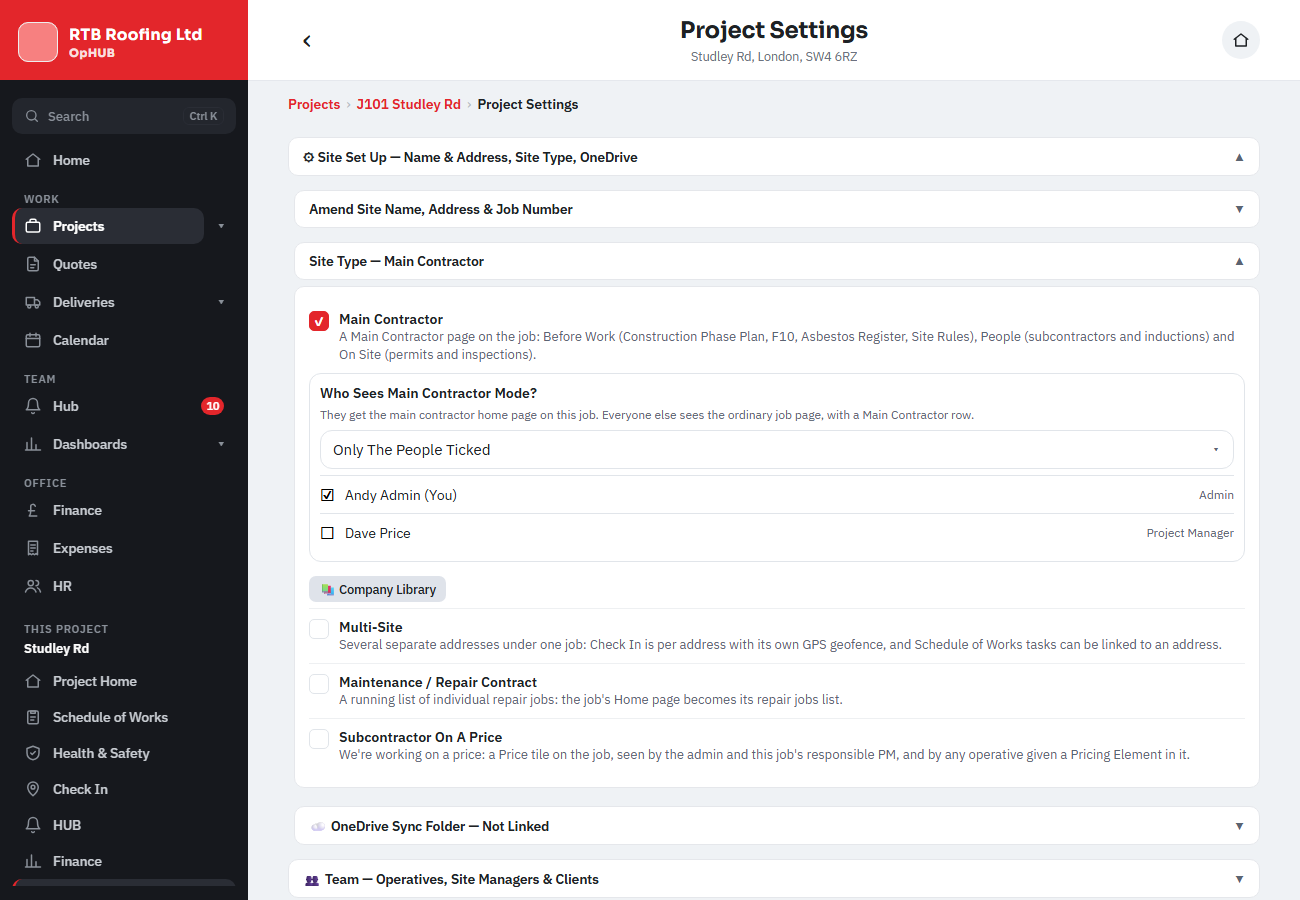 RTB Roofing Ltd
OpHUB
Search Ctrl K
Home
WORK
Projects
Quotes
Deliveries
Calendar
TEAM
Hub 10
Dashboards
OFFICE
Finance
Expenses
HR
THIS PROJECT
Studley Rd
Project Home
Schedule of Works
Health & Safety
Check In
HUB
Finance
Project Settings
Studley Rd, London, SW4 6RZ
Projects › J101 Studley Rd › Project Settings
Site Set Up — Name & Address, Site Type, OneDrive
Amend Site Name, Address & Job Number
Site Type — Main Contractor
Main Contractor
A Main Contractor page on the job: Before Work (Construction Phase Plan, F10, Asbestos Register, Site Rules), People (subcontractors and inductions) and
On Site (permits and inspections).
Who Sees Main Contractor Mode?
They get the main contractor home page on this job. Everyone else sees the ordinary job page, with a Main Contractor row.
Only The People Ticked
Andy Admin (You) Admin
Dave Price Project Manager
Company Library
Multi-Site
Several separate addresses under one job: Check In is per address with its own GPS geofence, and Schedule of Works tasks can be linked to an address.
Maintenance / Repair Contract
A running list of individual repair jobs: the job's Home page becomes its repair jobs list.
Subcontractor On A Price
We're working on a price: a Price tile on the job, seen by the admin and this job's responsible PM, and by any operative given a Pricing Element in it.
OneDrive Sync Folder — Not Linked
Team — Operatives, Site Managers & Clients